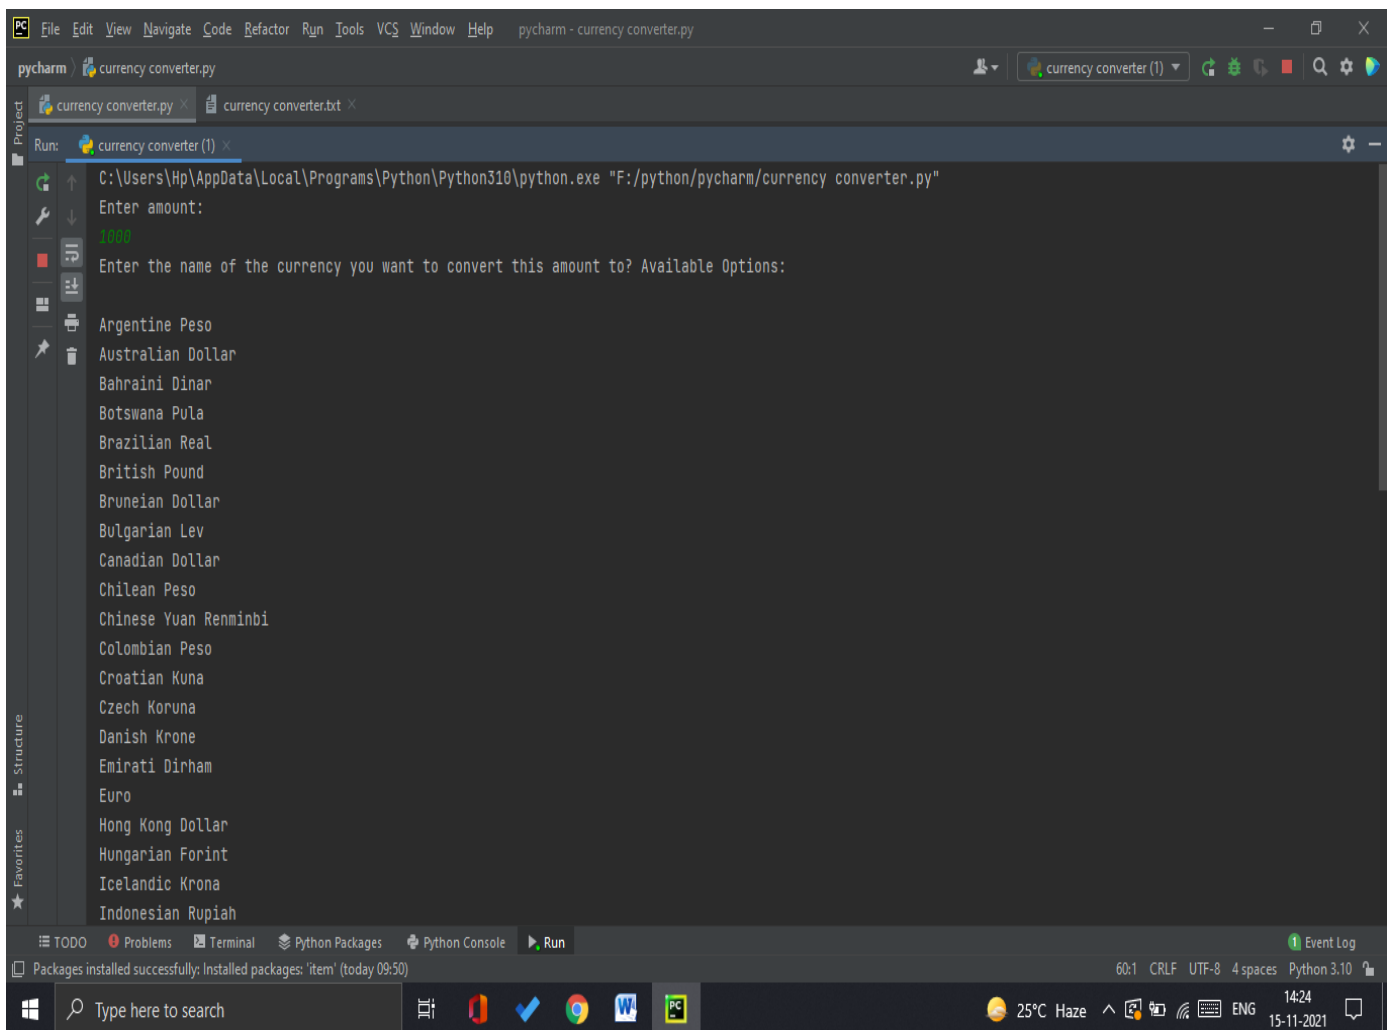 PC File Edit View Navigate Code Refactor Run Tools VCS Window Help pycharm - currency converter.py
pycharm currency converter.py currency converter (1)
currency converter.py currency converter.txt
Project
Run: currency converter (1)
C:\Users\Hp\AppData\Local\Programs\Python\Python310\python.exe "F:/python/pycharm/currency converter.py"
Enter amount:
1000
Enter the name of the currency you want to convert this amount to? Available Options:
Argentine Peso
Australian Dollar
Bahraini Dinar
Botswana Pula
Brazilian Real
British Pound
Bruneian Dollar
Bulgarian Lev
Canadian Dollar
Chilean Peso
Chinese Yuan Renminbi
Colombian Peso
Croatian Kuna
Czech Koruna
Danish Krone
Emirati Dirham
Euro
Hong Kong Dollar
Hungarian Forint
Icelandic Krona
Indonesian Rupiah
Structure
Favorites
TODO Problems Terminal Python Packages Python Console Run 1 Event Log
Packages installed successfully: Installed packages: 'item' (today 09:50) 60:1 CRLF UTF-8 4 spaces Python 3.10
Type here to search W PC 25°C Haze ENG 14:24
15-11-2021